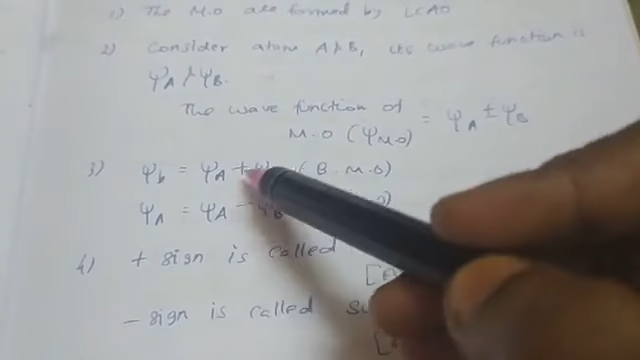 1) The M.O are formed by LCAO
2) Consider atom A & B, its wave function is
ψA & ψB.
The wave function of
M.O (ψM.O) = ψA ± ψB
3) ψb = ψA + (B.M.O)
ψA = ψA - ψB
4) + sign is called
- sign is called